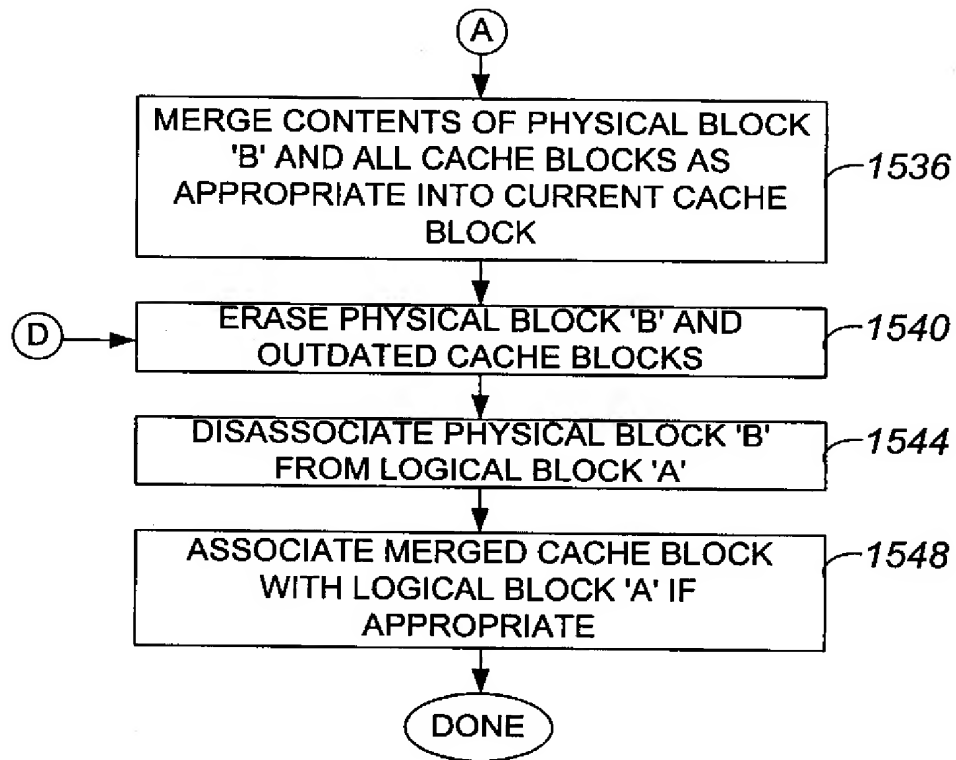 A
MERGE CONTENTS OF PHYSICAL BLOCK
'B' AND ALL CACHE BLOCKS AS
APPROPRIATE INTO CURRENT CACHE
BLOCK
1536
D
ERASE PHYSICAL BLOCK 'B' AND
OUTDATED CACHE BLOCKS
1540
DISASSOCIATE PHYSICAL BLOCK 'B'
FROM LOGICAL BLOCK 'A'
1544
ASSOCIATE MERGED CACHE BLOCK
WITH LOGICAL BLOCK 'A' IF
APPROPRIATE
1548
DONE